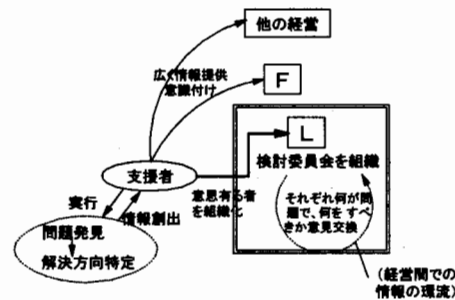 他の経営
広く情報提供
意識付け
F
L
検討委員会を組織
支援者
意思有る者
を組織化
それぞれ何が問
題で、何を すべ
きか意見交換
実行
情報創出
問題発見
解決方向特定
（経営間での
情報の環流）